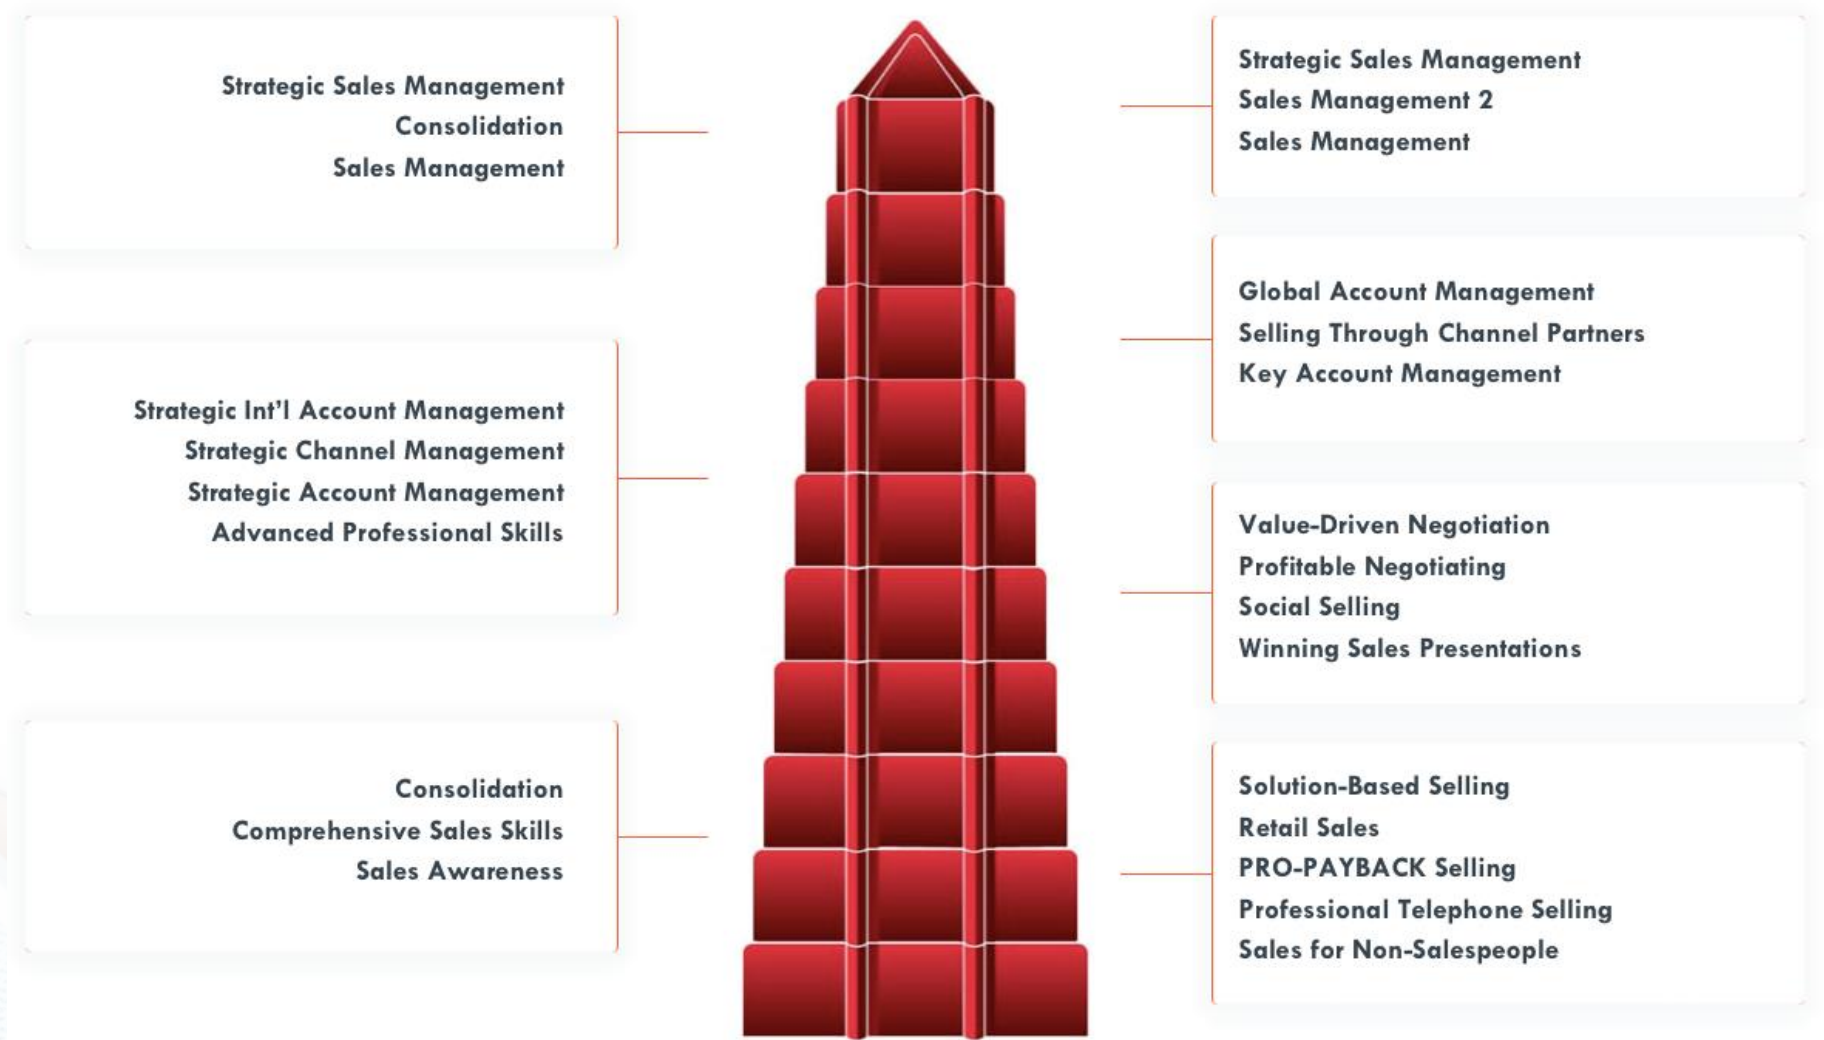 Strategic Sales Management
Consolidation
Sales Management
Strategic Int'l Account Management
Strategic Channel Management
Strategic Account Management
Advanced Professional Skills
Consolidation
Comprehensive Sales Skills
Sales Awareness
Strategic Sales Management
Sales Management 2
Sales Management
Global Account Management
Selling Through Channel Partners
Key Account Management
Value-Driven Negotiation
Profitable Negotiating
Social Selling
Winning Sales Presentations
Solution-Based Selling
Retail Sales
PRO-PAYBACK Selling
Professional Telephone Selling
Sales for Non-Salespeople